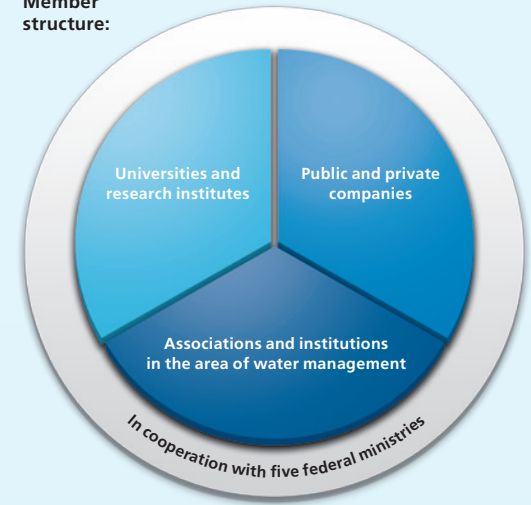 Member
structure:
Universities and
research institutes
Public and private
companies
Associations and institutions
in the area of water management
In cooperation with five federal ministries